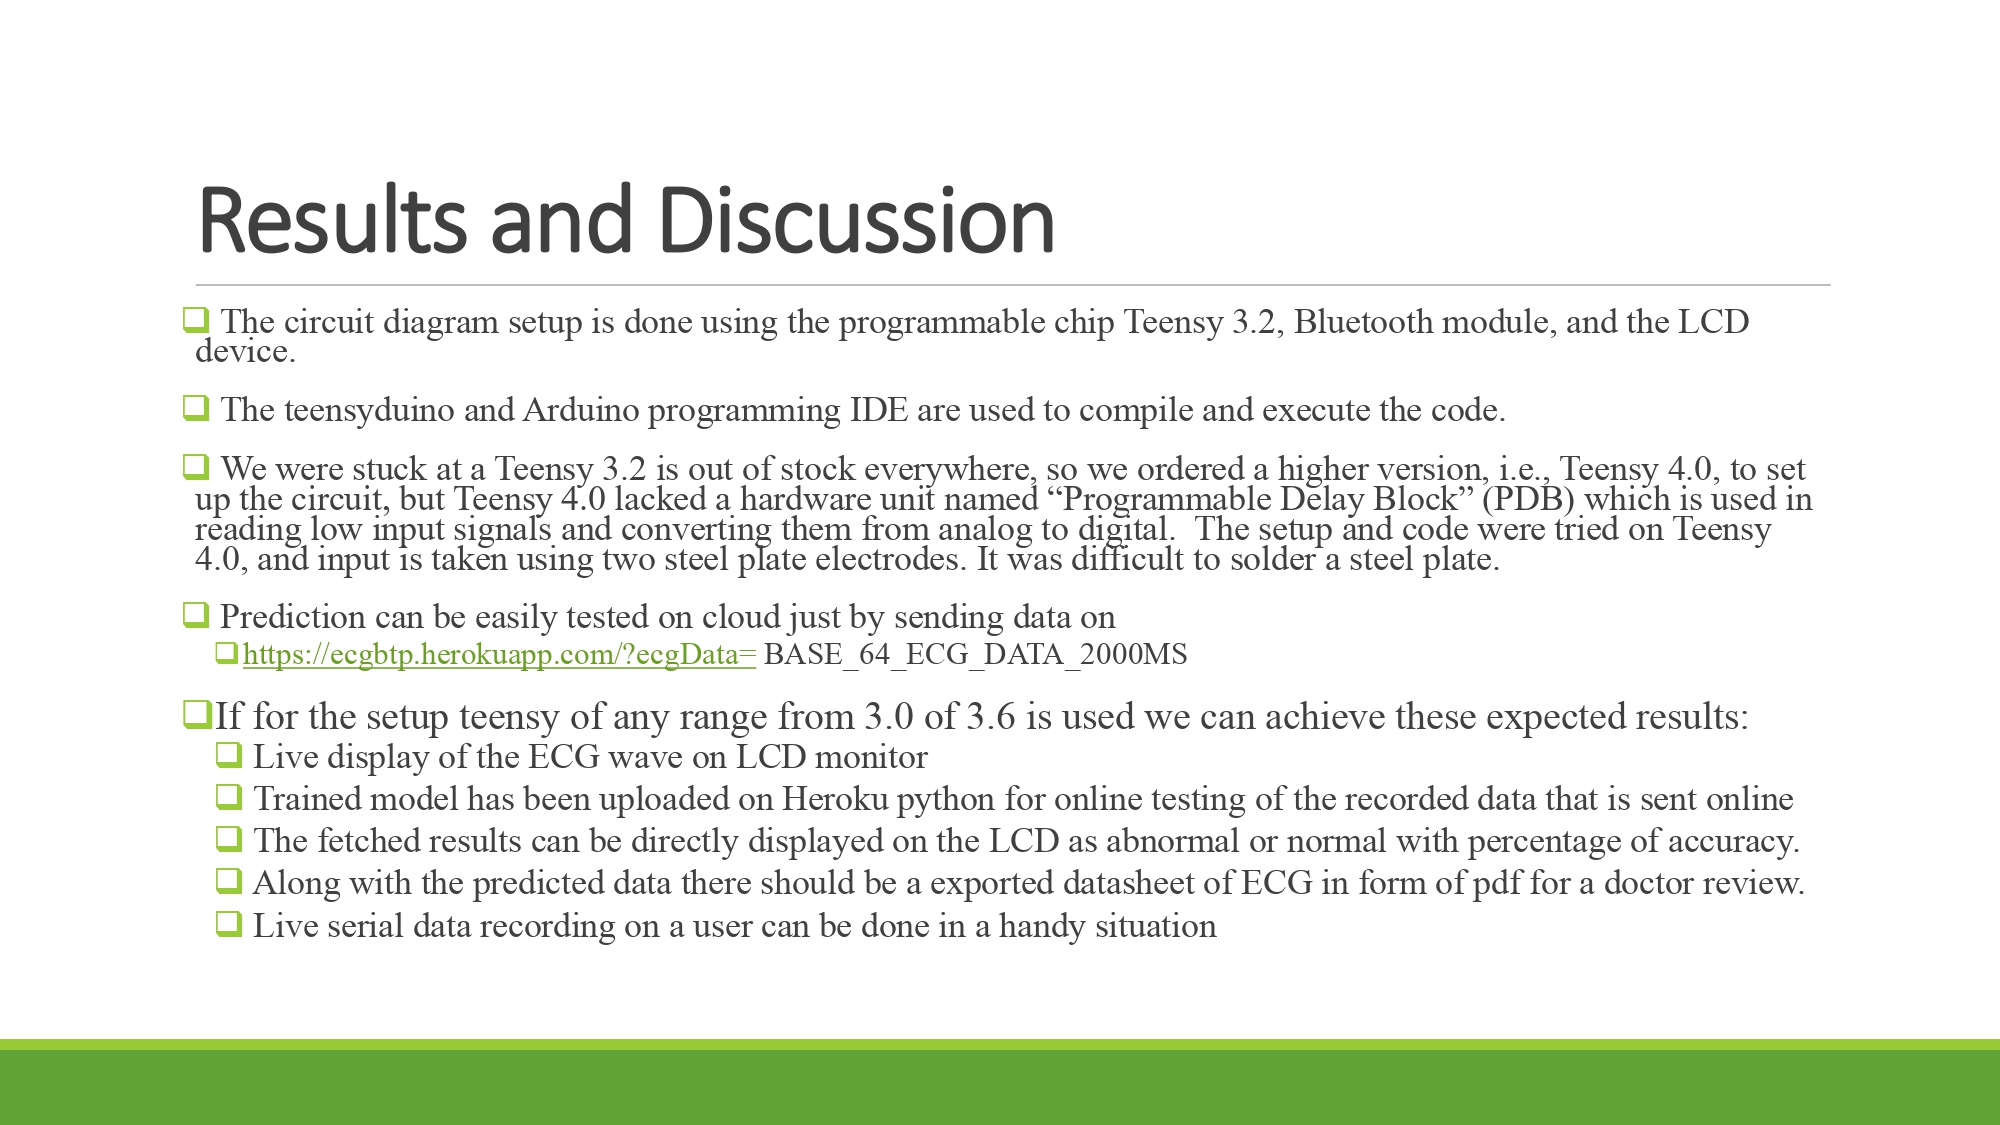 Results and Discussion
The circuit diagram setup is done using the programmable chip Teensy 3.2, Bluetooth module, and the LCD
device.
The teensyduino and Arduino programming IDE are used to compile and execute the code.
We were stuck at a Teensy 3.2 is out of stock everywhere, so we ordered a higher version, i.e., Teensy 4.0, to set
up the circuit, but Teensy 4.0 lacked a hardware unit named “Programmable Delay Block” (PDB) which is used in
reading low input signals and converting them from analog to digital.  The setup and code were tried on Teensy
4.0, and input is taken using two steel plate electrodes. It was difficult to solder a steel plate.
Prediction can be easily tested on cloud just by sending data on
https://ecgbtp.herokuapp.com/?ecgData= BASE_64_ECG_DATA_2000MS
If for the setup teensy of any range from 3.0 of 3.6 is used we can achieve these expected results:
Live display of the ECG wave on LCD monitor
Trained model has been uploaded on Heroku python for online testing of the recorded data that is sent online
The fetched results can be directly displayed on the LCD as abnormal or normal with percentage of accuracy.
Along with the predicted data there should be a exported datasheet of ECG in form of pdf for a doctor review.
Live serial data recording on a user can be done in a handy situation